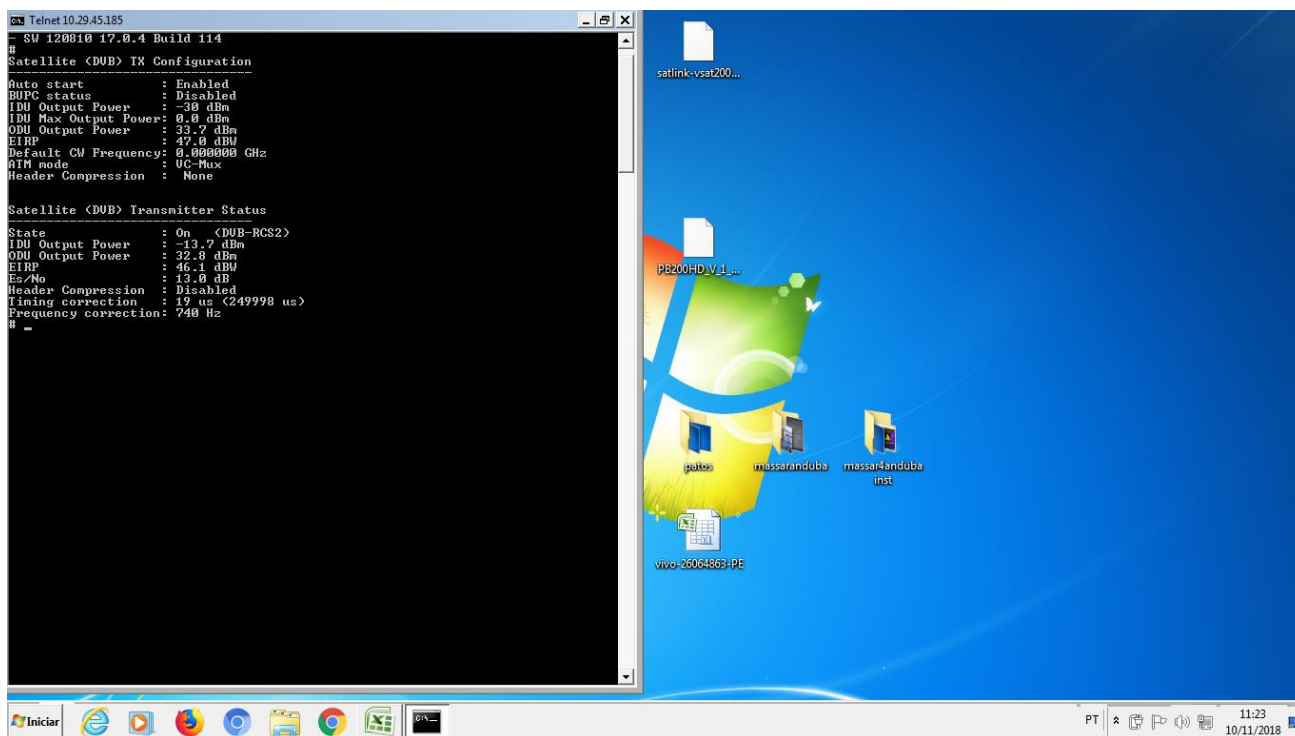 Telnet 10.29.45.185
- SW 120810 17.0.4 Build 114
#
Satellite (DVB) TX Configuration
Auto start : Enabled
BUPC status : Disabled
IDU Output Power : -30 dBm
IDU Max Output Power: 0.0 dBm
ODU Output Power : 33.7 dBm
EIRP : 47.0 dBW
Default CW Frequency: 0.000000 GHz
ATM mode : VC-Mux
Header Compression : None
Satellite (DVB) Transmitter Status
State : On (DVB-RCS2)
IDU Output Power : -13.7 dBm
ODU Output Power : 32.8 dBm
EIRP : 46.1 dBW
Es/No : 13.0 dB
Header Compression : Disabled
Timing correction : 19 us (249998 us)
Frequency correction: 740 Hz
# _
satlink-vsat200...
PB200HD_V_1_...
patos
massaranduba
massar4anduba
inst
vivo-26064863-PE
Iniciar
PT
11:23
10/11/2018